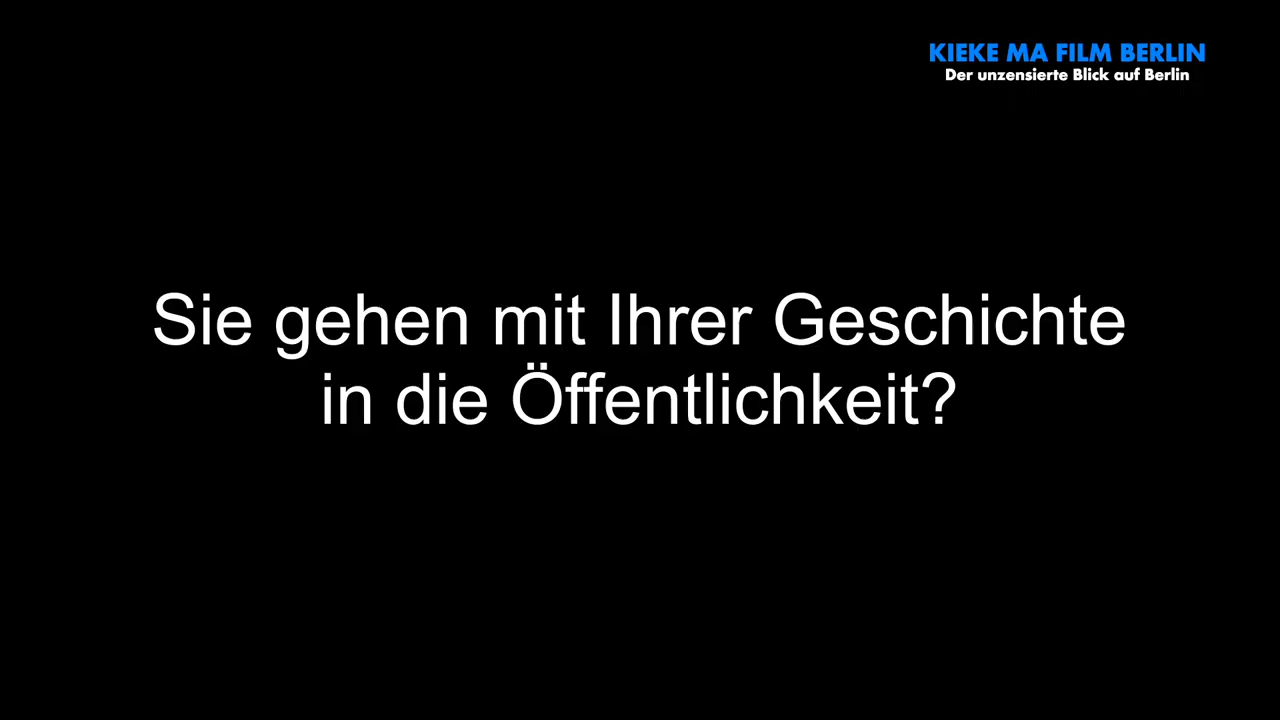 KIEKE MA FILM BERLIN
Der unzensierte Blick auf Berlin
Sie gehen mit Ihrer Geschichte
in die Öffentlichkeit?